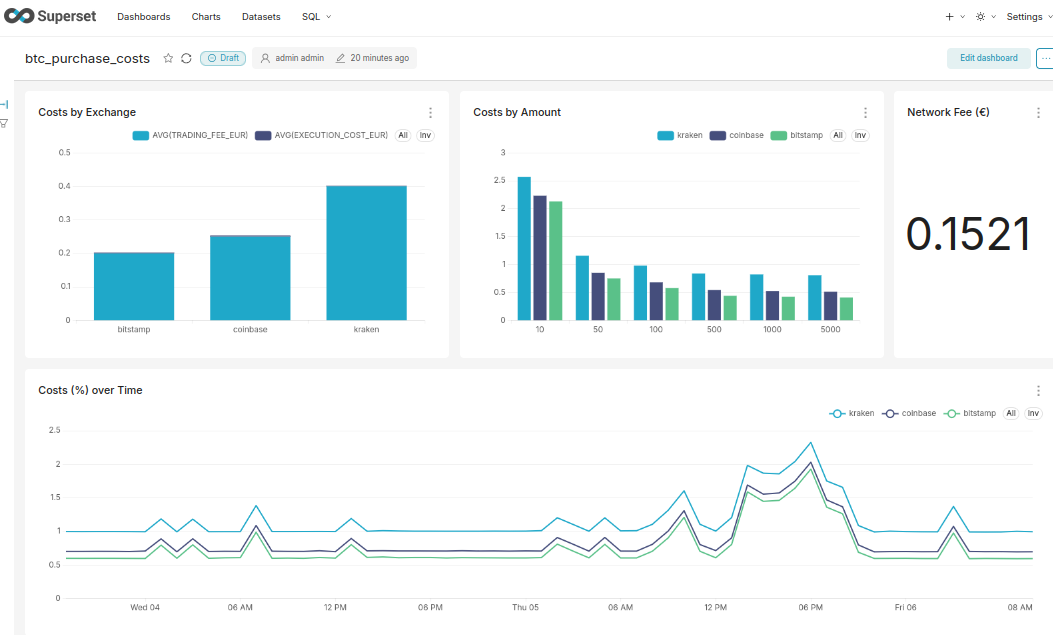 Superset Dashboards Charts Datasets SQL Settings
btc_purchase_costs Draft admin admin 20 minutes ago Edit dashboard
Costs by Exchange
AVG(TRADING_FEE_EUR) AVG(EXECUTION_COST_EUR) All Inv
0.5
0.4
0.3
0.2
0.1
0
bitstamp coinbase kraken
Costs by Amount
kraken coinbase bitstamp All Inv
3
2.5
2
1.5
1
0.5
0
10 50 100 500 1000 5000
Network Fee (€)
0.1521
Costs (%) over Time
kraken coinbase bitstamp All Inv
2.5
2
1.5
1
0.5
0
Wed 04 06 AM 12 PM 06 PM Thu 05 06 AM 12 PM 06 PM Fri 06 08 AM